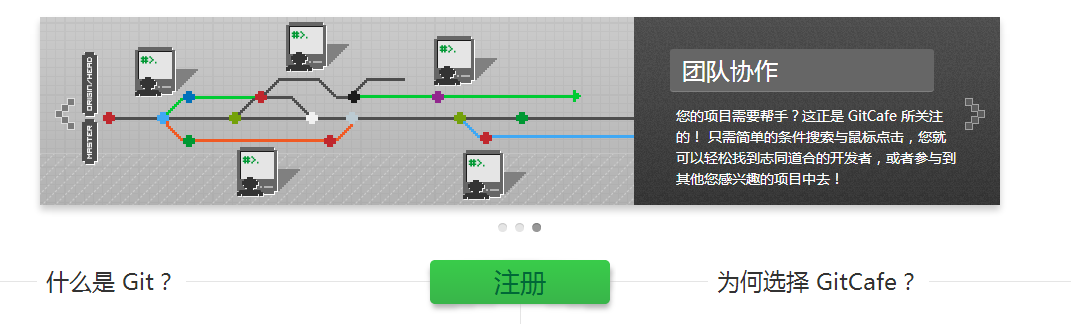 ORIGIN/HEAD
MASTER
#>.
#>.
#>.
#>.
#>.
团队协作
您的项目需要帮手？这正是 GitCafe 所关注
的！ 只需简单的条件搜索与鼠标点击，您就
可以轻松找到志同道合的开发者，或者参与到
其他您感兴趣的项目中去！
什么是 Git？
注册
为何选择 GitCafe？